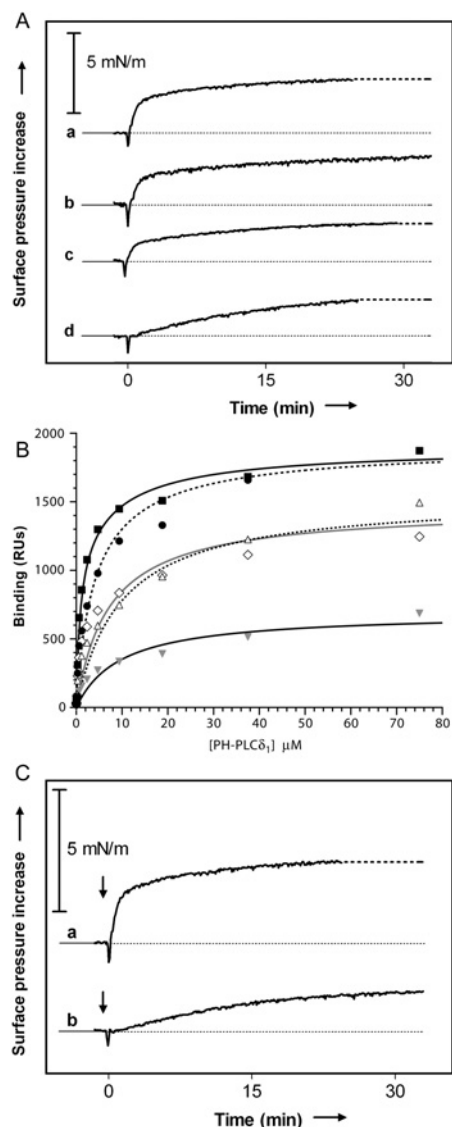 A
5 mN/m
Surface pressure increase
a
b
c
d
0 15 30
Time (min)
B
2000
1500
1000
500
0
Binding (RUs)
0 10 20 30 40 50 60 70 80
[PH-PLCδ₁] μM
C
5 mN/m
Surface pressure increase
a
b
0 15 30
Time (min)